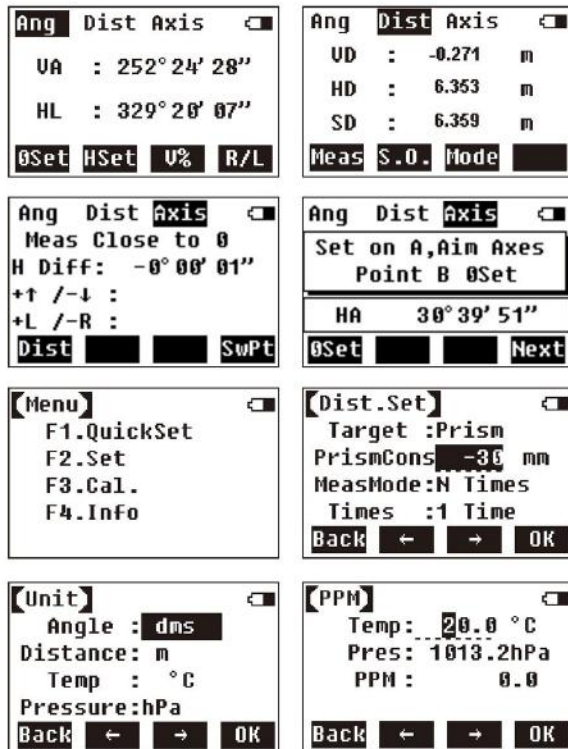 Ang Dist Axis
VA : 252°24'28"
HL : 329°20'07"
0Set HSet V% R/L
Ang Dist Axis
VD : -0.271 m
HD : 6.353 m
SD : 6.359 m
Meas S.O. Mode
Ang Dist Axis
Meas Close to 0
H Diff: -0°00'01"
+↑ /-↓ :
+L /-R :
Dist SwPt
Ang Dist Axis
Set on A,Aim Axes
Point B 0Set
HA 30°39'51"
0Set Next
【Menu】
F1.QuickSet
F2.Set
F3.Cal.
F4.Info
【Dist.Set】
Target :Prism
PrismCons -30 mm
MeasMode:N Times
Times :1 Time
Back ← → OK
【Unit】
Angle : dms
Distance: m
Temp : °C
Pressure:hPa
Back ← → OK
【PPM】
Temp: 20.0 °C
Pres: 1013.2hPa
PPM : 0.0
Back ← → OK